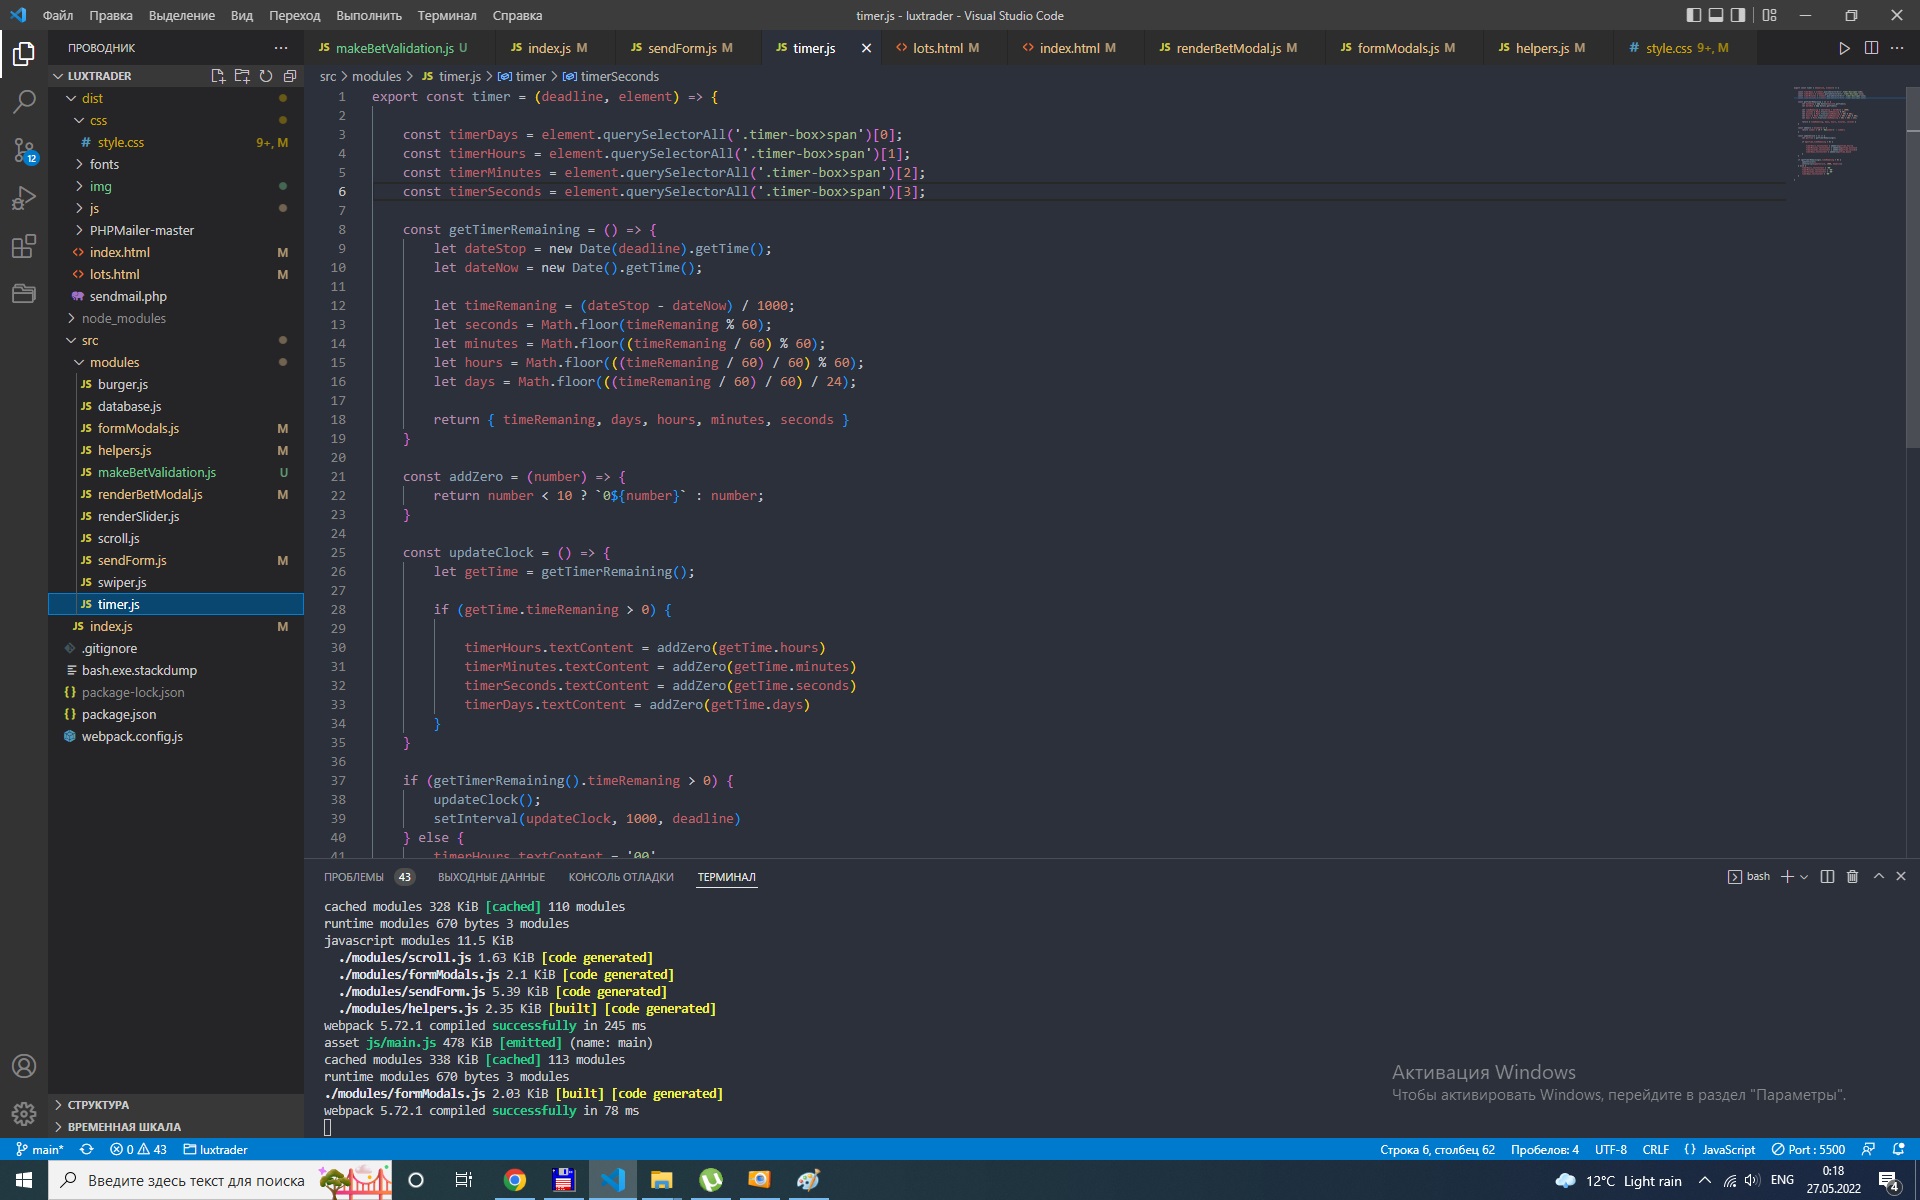 Файл Правка Выделение Вид Переход Выполнить Терминал Справка
timer.js - luxtrader - Visual Studio Code
ПРОВОДНИК
JS makeBetValidation.js U
JS index.js M
JS sendForm.js M
JS timer.js
<> lots.html M
<> index.html M
JS renderBetModal.js M
JS formModals.js M
JS helpers.js M
# style.css 9+, M
LUXTRADER
dist
css
# style.css 9+, M
fonts
img
js
PHPMailer-master
<> index.html M
<> lots.html M
sendmail.php
node_modules
src
modules
JS burger.js
JS database.js
JS formModals.js M
JS helpers.js M
JS makeBetValidation.js U
JS renderBetModal.js M
JS renderSlider.js
JS scroll.js
JS sendForm.js M
JS swiper.js
JS timer.js
JS index.js M
.gitignore
bash.exe.stackdump
{} package-lock.json
{} package.json
webpack.config.js
СТРУКТУРА
ВРЕМЕННАЯ ШКАЛА
12
src > modules > JS timer.js > timer > timerSeconds
1 export const timer = (deadline, element) => {
2
3 const timerDays = element.querySelectorAll('.timer-box>span')[0];
4 const timerHours = element.querySelectorAll('.timer-box>span')[1];
5 const timerMinutes = element.querySelectorAll('.timer-box>span')[2];
6 const timerSeconds = element.querySelectorAll('.timer-box>span')[3];
7
8 const getTimerRemaining = () => {
9 let dateStop = new Date(deadline).getTime();
10 let dateNow = new Date().getTime();
11
12 let timeRemaning = (dateStop - dateNow) / 1000;
13 let seconds = Math.floor(timeRemaning % 60);
14 let minutes = Math.floor((timeRemaning / 60) % 60);
15 let hours = Math.floor(((timeRemaning / 60) / 60) % 60);
16 let days = Math.floor(((timeRemaning / 60) / 60) / 24);
17
18 return { timeRemaning, days, hours, minutes, seconds }
19 }
20
21 const addZero = (number) => {
22 return number < 10 ? `0${number}` : number;
23 }
24
25 const updateClock = () => {
26 let getTime = getTimerRemaining();
27
28 if (getTime.timeRemaning > 0) {
29
30 timerHours.textContent = addZero(getTime.hours)
31 timerMinutes.textContent = addZero(getTime.minutes)
32 timerSeconds.textContent = addZero(getTime.seconds)
33 timerDays.textContent = addZero(getTime.days)
34 }
35 }
36
37 if (getTimerRemaining().timeRemaning > 0) {
38 updateClock();
39 setInterval(updateClock, 1000, deadline)
40 } else {
41 timerHours.textContent = '00'
ПРОБЛЕМЫ 43 ВЫХОДНЫЕ ДАННЫЕ КОНСОЛЬ ОТЛАДКИ ТЕРМИНАЛ
bash
cached modules 328 KiB [cached] 110 modules
runtime modules 670 bytes 3 modules
javascript modules 11.5 KiB
./modules/scroll.js 1.63 KiB [code generated]
./modules/formModals.js 2.1 KiB [code generated]
./modules/sendForm.js 5.39 KiB [code generated]
./modules/helpers.js 2.35 KiB [built] [code generated]
webpack 5.72.1 compiled successfully in 245 ms
asset js/main.js 478 KiB [emitted] (name: main)
cached modules 338 KiB [cached] 113 modules
runtime modules 670 bytes 3 modules
./modules/formModals.js 2.03 KiB [built] [code generated]
webpack 5.72.1 compiled successfully in 78 ms
Активация Windows
Чтобы активировать Windows, перейдите в раздел "Параметры".
main* 0 43 luxtrader
Строка 6, столбец 62 Пробелов: 4 UTF-8 CRLF {} JavaScript Port : 5500
Введите здесь текст для поиска
12°C Light rain ENG
0:18
27.05.2022
4